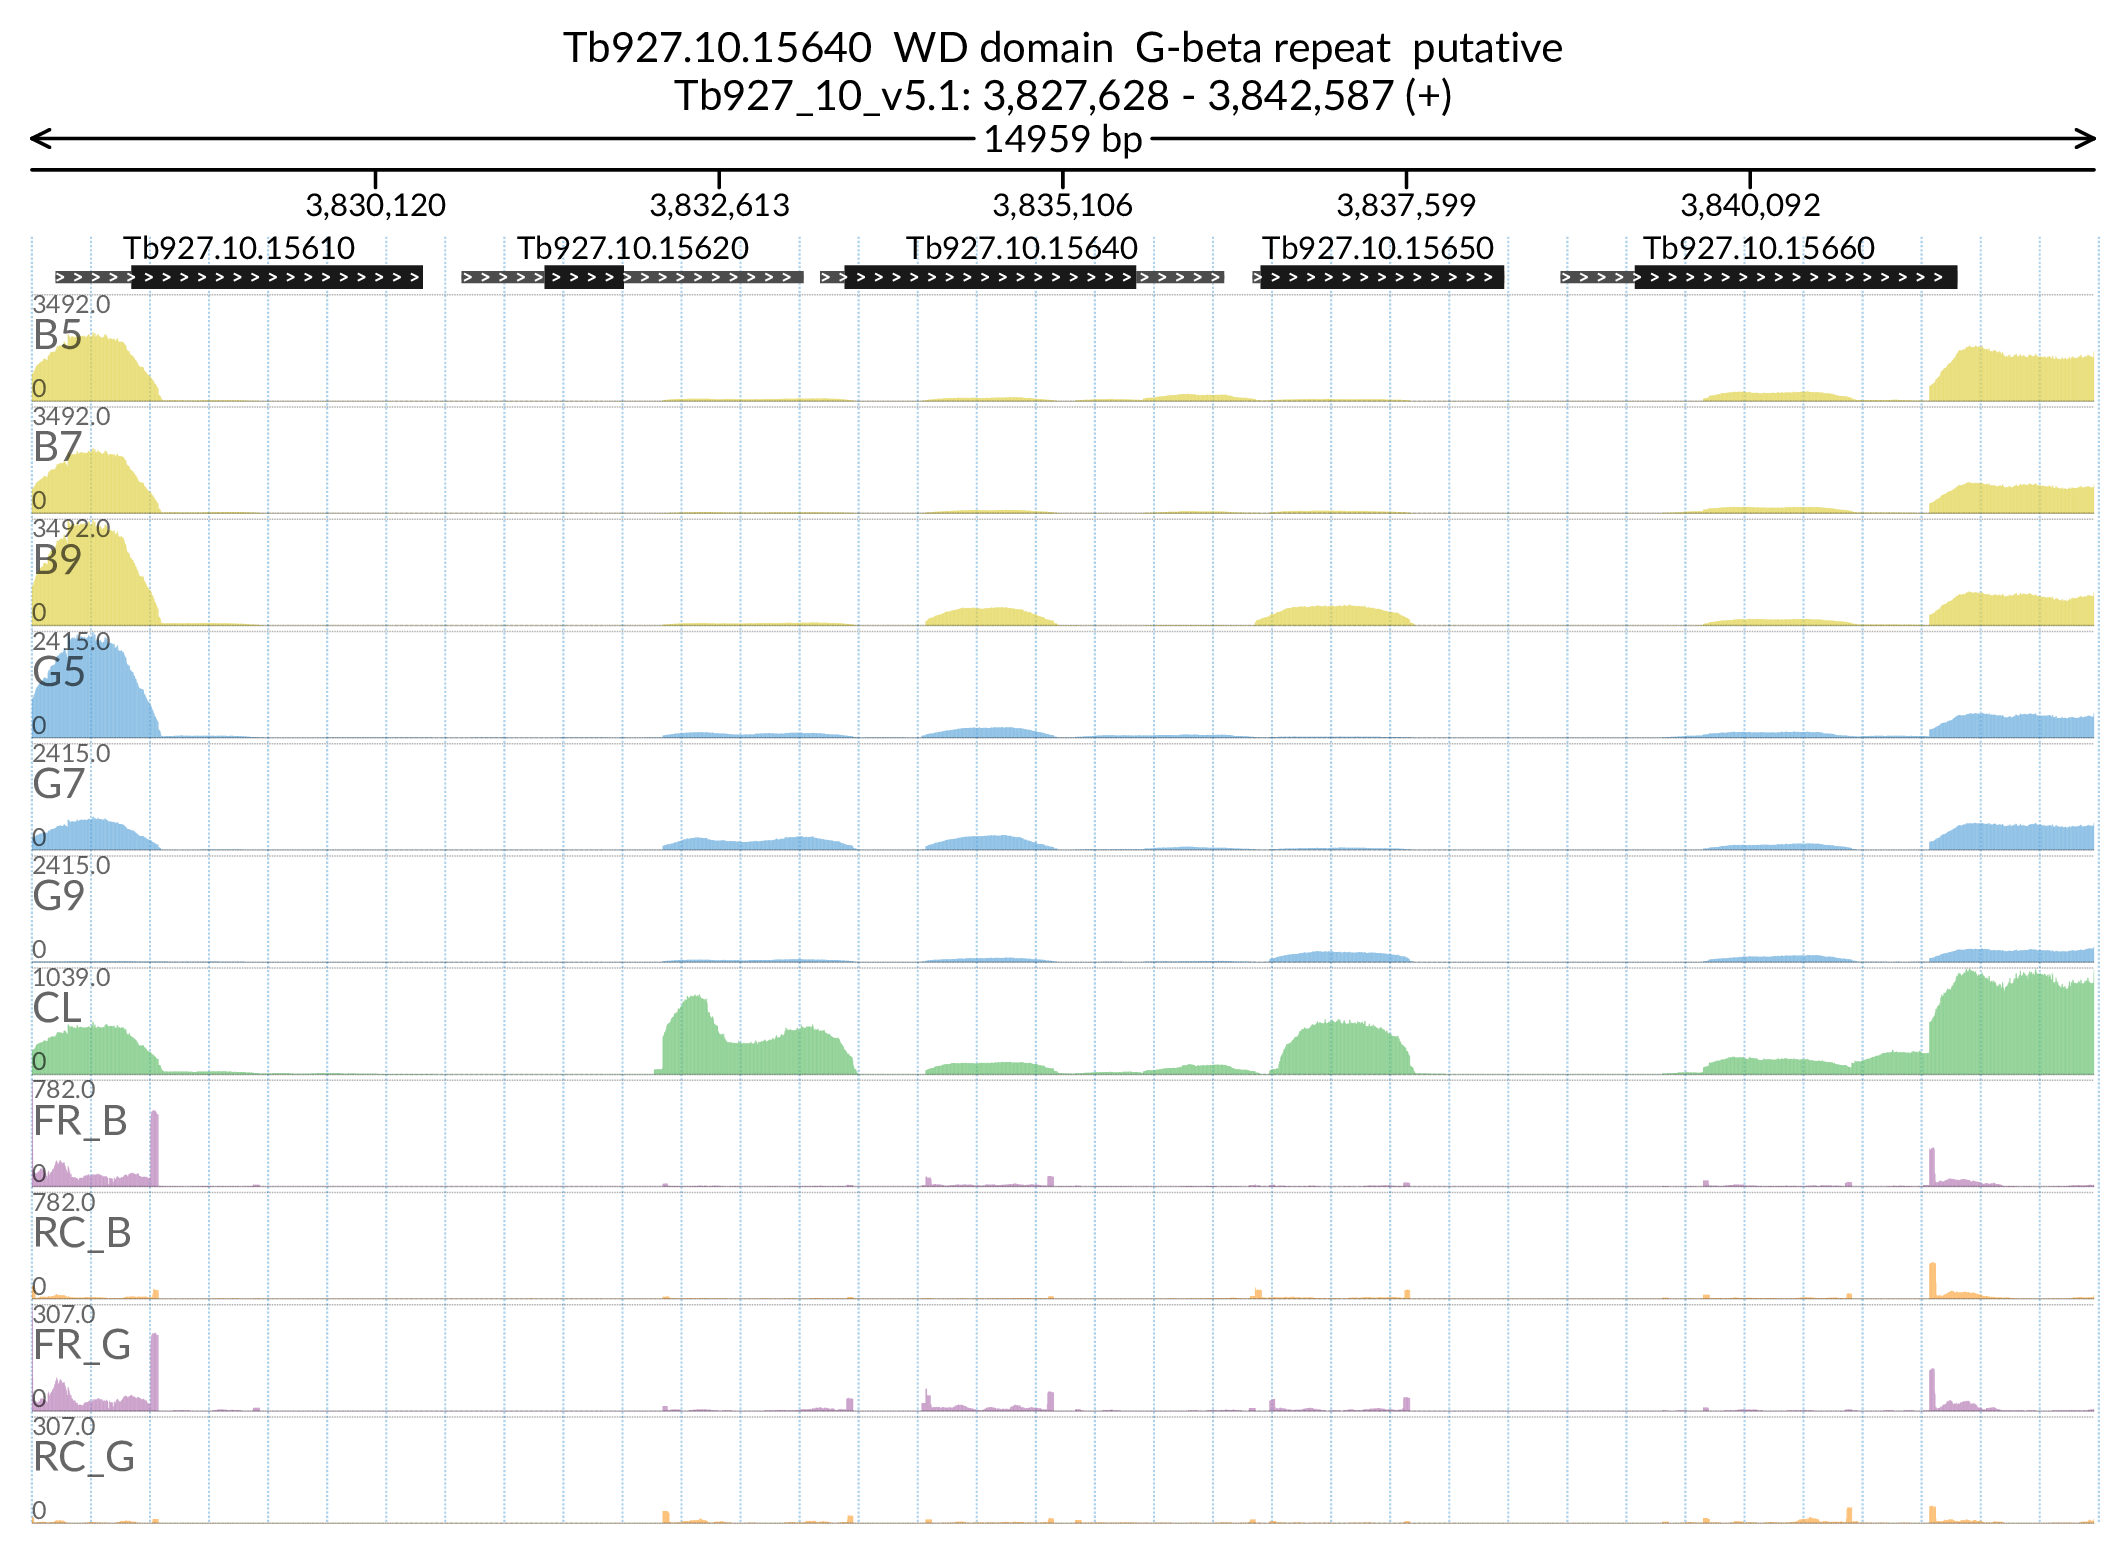 Tb927.10.15640  WD domain  G-beta repeat  putative
Tb927_10_v5.1: 3,827,628 - 3,842,587 (+)
14959 bp
3,830,120 3,832,613 3,835,106 3,837,599 3,840,092
Tb927.10.15610 Tb927.10.15620 Tb927.10.15640 Tb927.10.15650 Tb927.10.15660
3492.0
B5
0
3492.0
B7
0
3492.0
B9
0
2415.0
G5
0
2415.0
G7
0
2415.0
G9
0
1039.0
CL
0
782.0
FR_B
0
782.0
RC_B
0
307.0
FR_G
0
307.0
RC_G
0